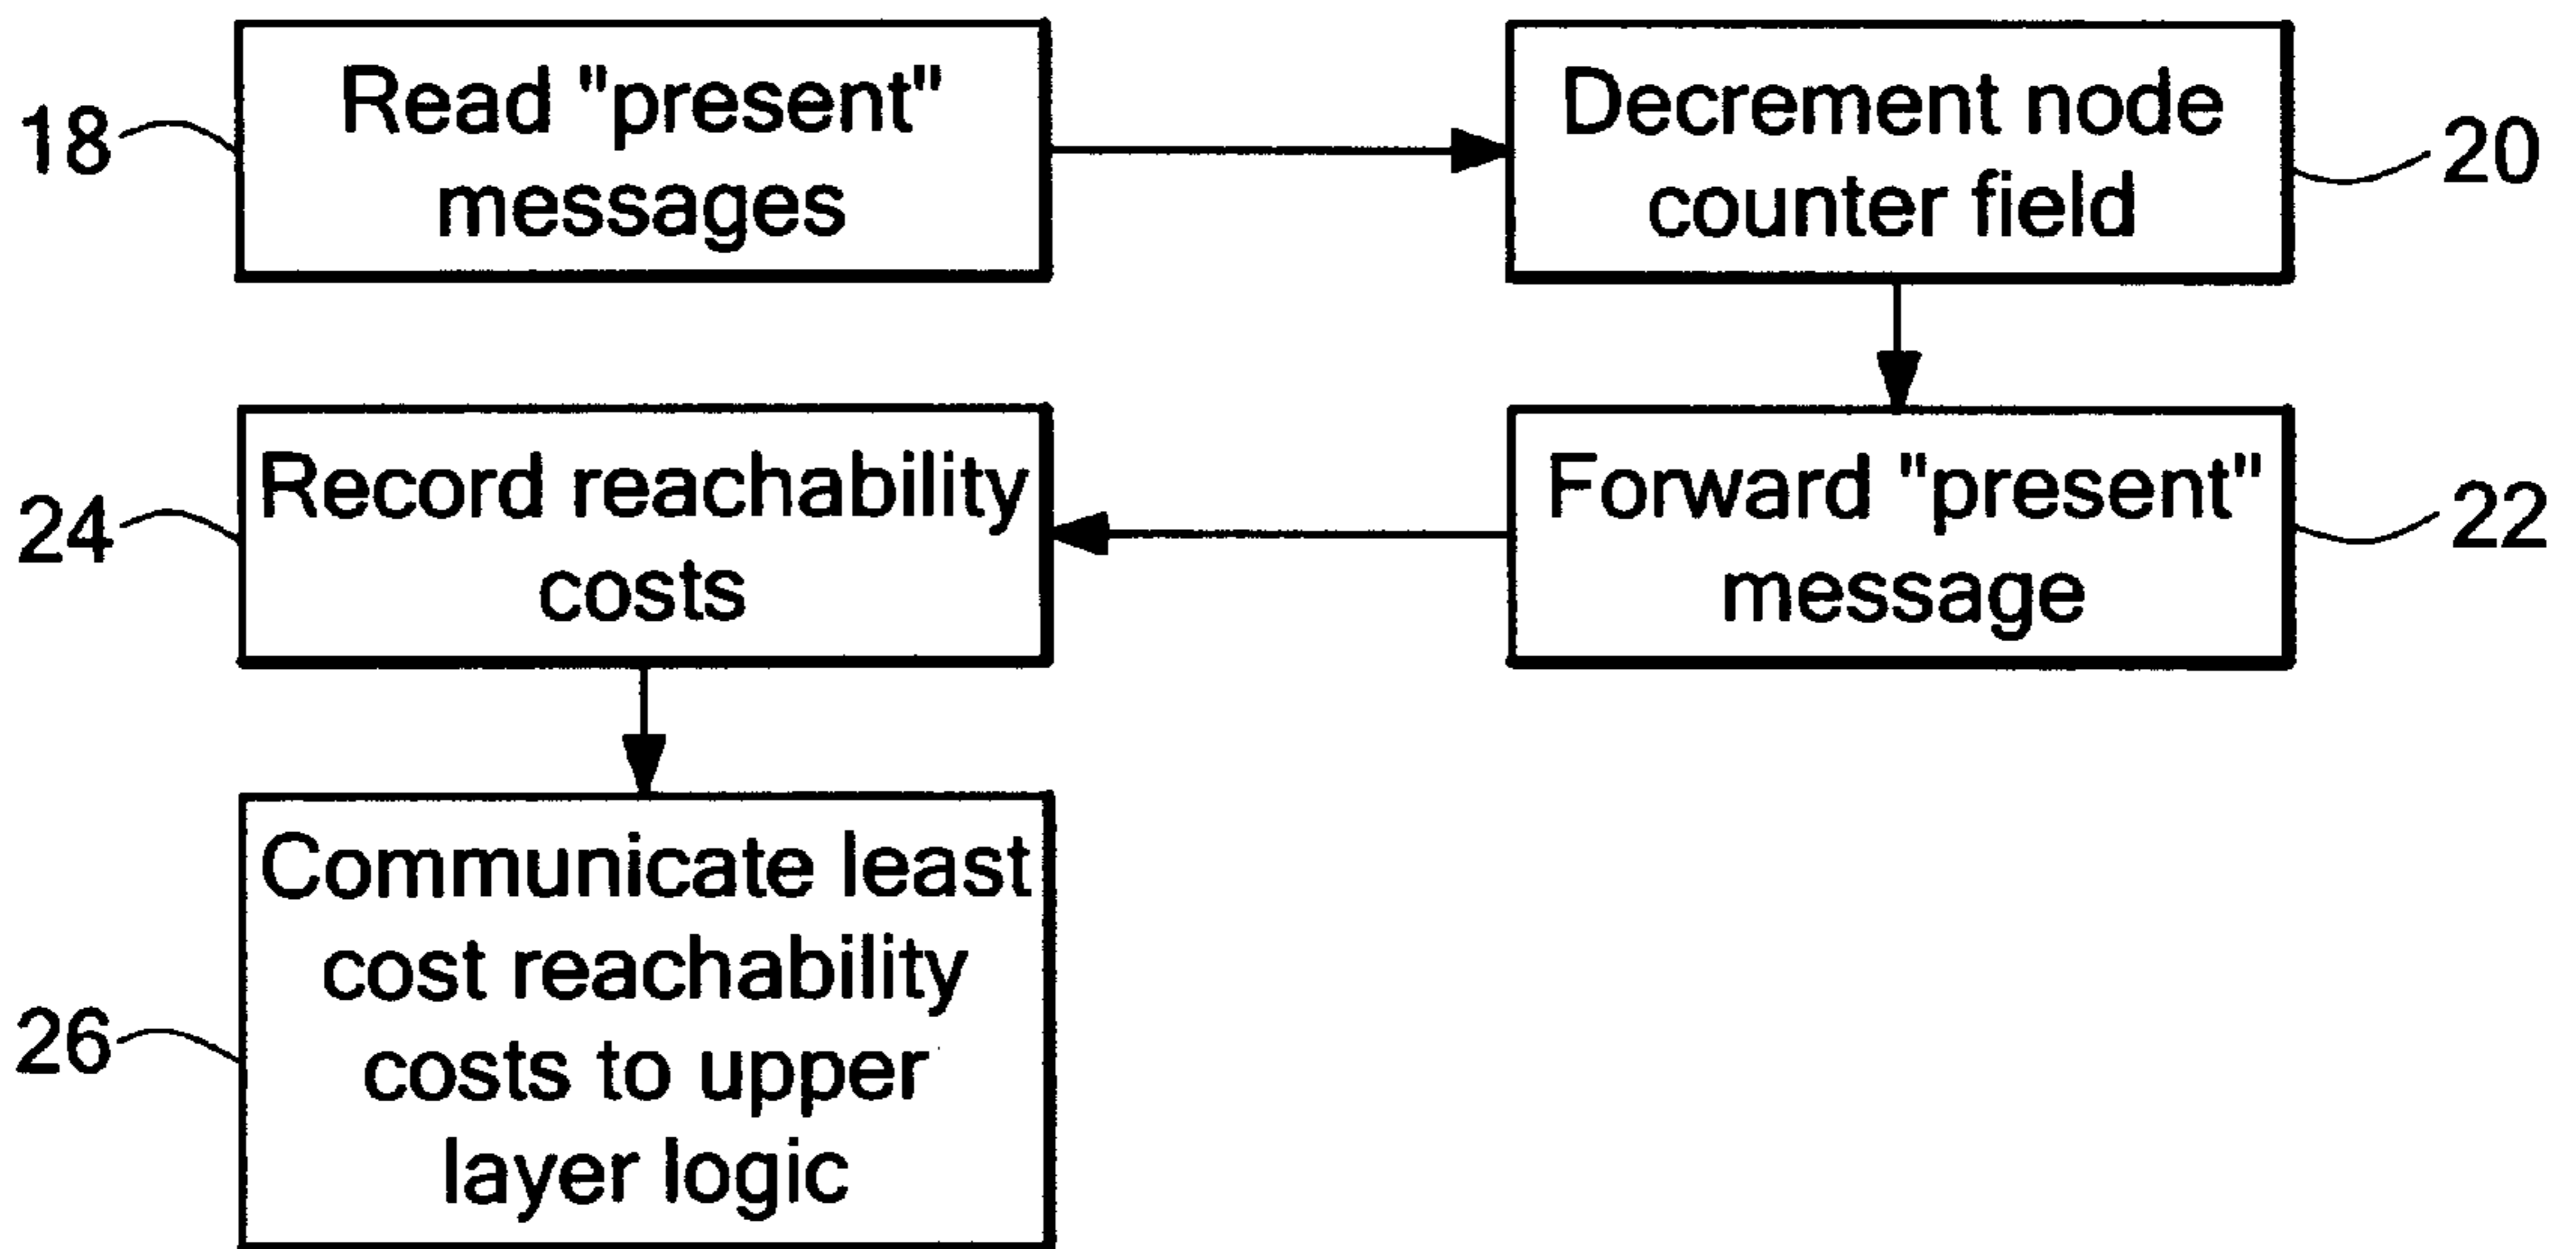 18
Read "present"
messages
Decrement node
counter field
20
24
Record reachability
costs
Forward "present"
message
22
26
Communicate least
cost reachability
costs to upper
layer logic